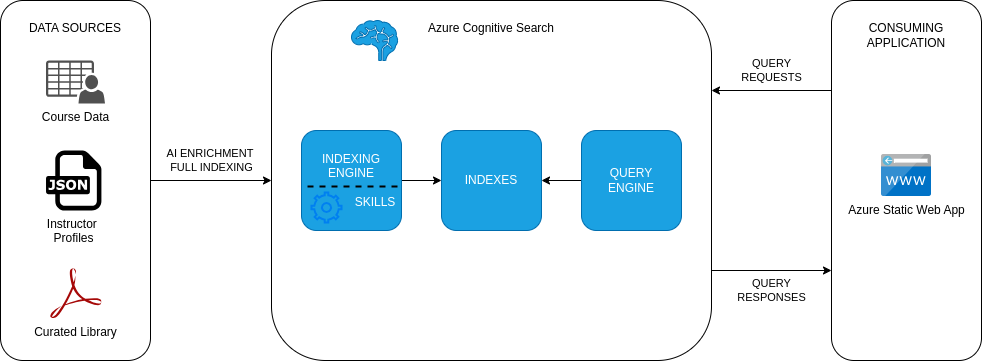 DATA SOURCES
Course Data
JSON
Instructor
Profiles
Curated Library
AI ENRICHMENT
FULL INDEXING
Azure Cognitive Search
INDEXING
ENGINE
SKILLS
INDEXES
QUERY
ENGINE
QUERY
REQUESTS
QUERY
RESPONSES
CONSUMING
APPLICATION
WWW
Azure Static Web App